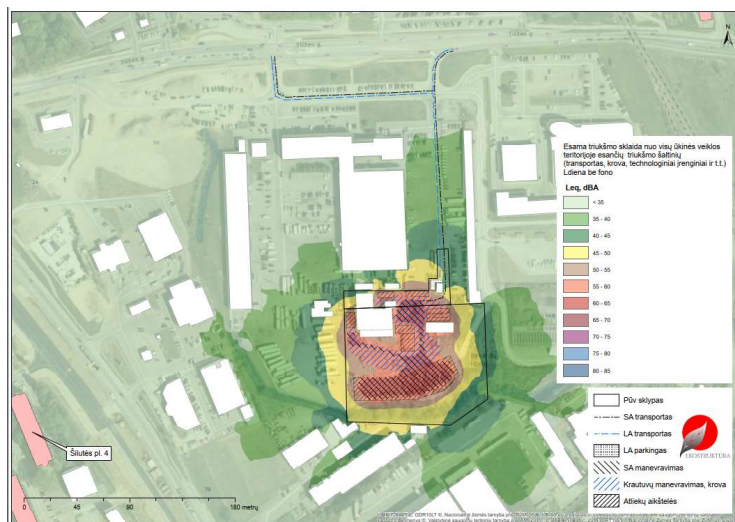 N
Esama triukšmo sklaida nuo visų ūkinės veiklos
teritorijoje esančių triukšmo šaltinių
(transportas, krova, technologiniai įrenginiai ir t.t.)
Ldiena be fono
Leq, dBA
< 35
35 - 40
40 - 45
45 - 50
50 - 55
55 - 60
60 - 65
65 - 70
70 - 75
75 - 80
80 - 85
Pūv sklypas
SA transportas
LA transportas
LA parkingas
SA manevravimas
Krautuvų manevravimas, krova
Atliekų aikštelės
EKOSTRUKTŪRA
Šilutės pl. 4
0 45 90 180 metrų